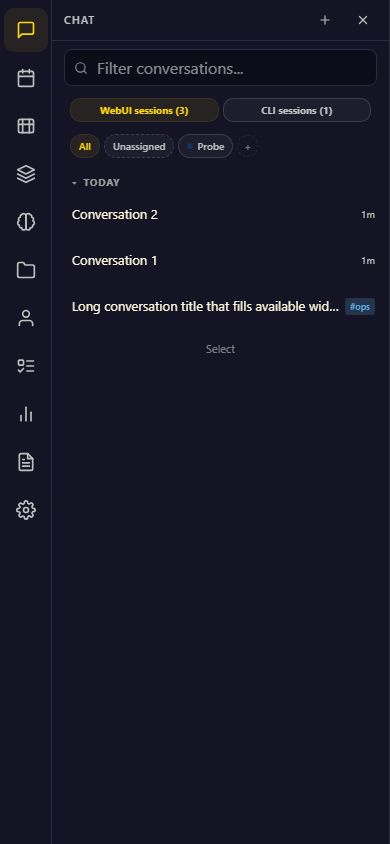 CHAT
Filter conversations...
WebUI sessions (3) CLI sessions (1)
All Unassigned Probe +
TODAY
Conversation 2 1m
Conversation 1 1m
Long conversation title that fills available wid... #ops
Select